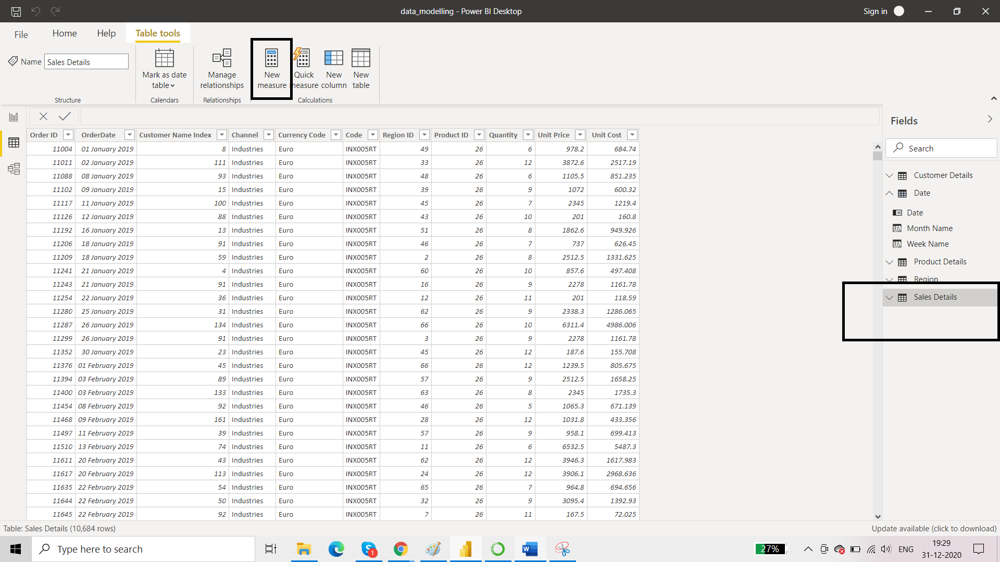 data_modelling - Power BI Desktop
Sign in
File Home Help Table tools
Name Sales Details
Mark as date table
Manage relationships
New measure
Quick measure
New column
New table
Structure Calendars Relationships Calculations
Order ID OrderDate Customer Name Index Channel Currency Code Code Region ID Product ID Quantity Unit Price Unit Cost
11004 01 January 2019 8 Industries Euro INX005RT 49 26 6 978.2 684.74
11011 02 January 2019 111 Industries Euro INX005RT 33 26 12 3872.6 2517.19
11088 08 January 2019 93 Industries Euro INX005RT 48 26 6 1105.5 851.235
11102 09 January 2019 15 Industries Euro INX005RT 39 26 9 1072 600.32
11117 11 January 2019 100 Industries Euro INX005RT 45 26 7 2345 1219.4
11126 12 January 2019 88 Industries Euro INX005RT 43 26 10 201 160.8
11192 16 January 2019 13 Industries Euro INX005RT 51 26 8 1862.6 949.926
11206 18 January 2019 91 Industries Euro INX005RT 46 26 7 737 626.45
11209 18 January 2019 59 Industries Euro INX005RT 2 26 8 2512.5 1331.625
11241 21 January 2019 4 Industries Euro INX005RT 60 26 10 857.6 497.408
11243 21 January 2019 91 Industries Euro INX005RT 16 26 9 2278 1161.78
11254 22 January 2019 36 Industries Euro INX005RT 12 26 11 201 118.59
11280 25 January 2019 31 Industries Euro INX005RT 62 26 9 2338.3 1286.065
11287 26 January 2019 134 Industries Euro INX005RT 66 26 10 6311.4 4986.006
11299 26 January 2019 91 Industries Euro INX005RT 3 26 9 2278 1161.78
11352 30 January 2019 23 Industries Euro INX005RT 45 26 12 187.6 155.708
11376 01 February 2019 45 Industries Euro INX005RT 66 26 12 1239.5 805.675
11394 03 February 2019 89 Industries Euro INX005RT 57 26 9 2512.5 1658.25
11400 03 February 2019 133 Industries Euro INX005RT 63 26 8 2345 1735.3
11454 08 February 2019 92 Industries Euro INX005RT 46 26 5 1065.3 671.139
11468 09 February 2019 161 Industries Euro INX005RT 28 26 12 1031.8 433.356
11497 11 February 2019 39 Industries Euro INX005RT 57 26 9 958.1 699.413
11510 13 February 2019 74 Industries Euro INX005RT 11 26 6 6532.5 5487.3
11611 20 February 2019 43 Industries Euro INX005RT 62 26 12 3946.3 1617.983
11617 20 February 2019 113 Industries Euro INX005RT 24 26 12 3906.1 2968.636
11635 22 February 2019 54 Industries Euro INX005RT 65 26 7 964.8 694.656
11644 22 February 2019 50 Industries Euro INX005RT 32 26 9 3095.4 1392.93
11645 22 February 2019 92 Industries Euro INX005RT 7 26 11 167.5 72.025
Fields
Search
Customer Details
Date
Date
Month Name
Week Name
Product Details
Region
Sales Details
Table: Sales Details (10,684 rows)
Update available (click to download)
Type here to search
1
27%
ENG
19:29
31-12-2020